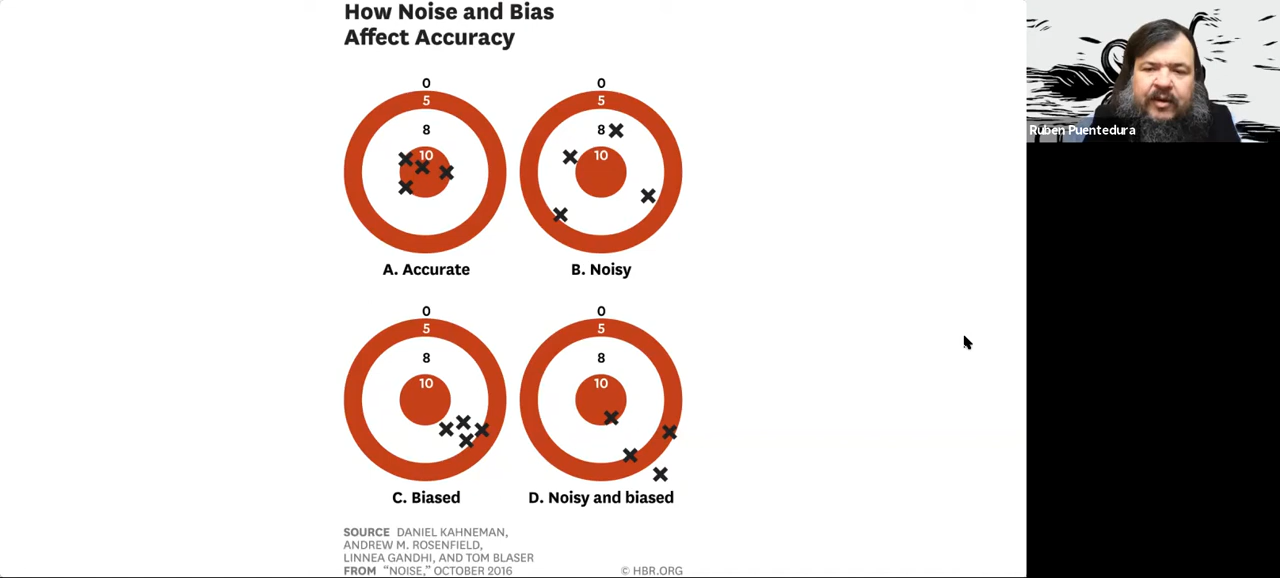 How Noise and Bias
Affect Accuracy
0
5
8
10
A. Accurate
0
5
8
10
B. Noisy
0
5
8
10
C. Biased
0
5
8
10
D. Noisy and biased
SOURCE DANIEL KAHNEMAN,
ANDREW M. ROSENFIELD,
LINNEA GANDHI, AND TOM BLASER
FROM “NOISE,” OCTOBER 2016
© HBR.ORG
Ruben Puentedura